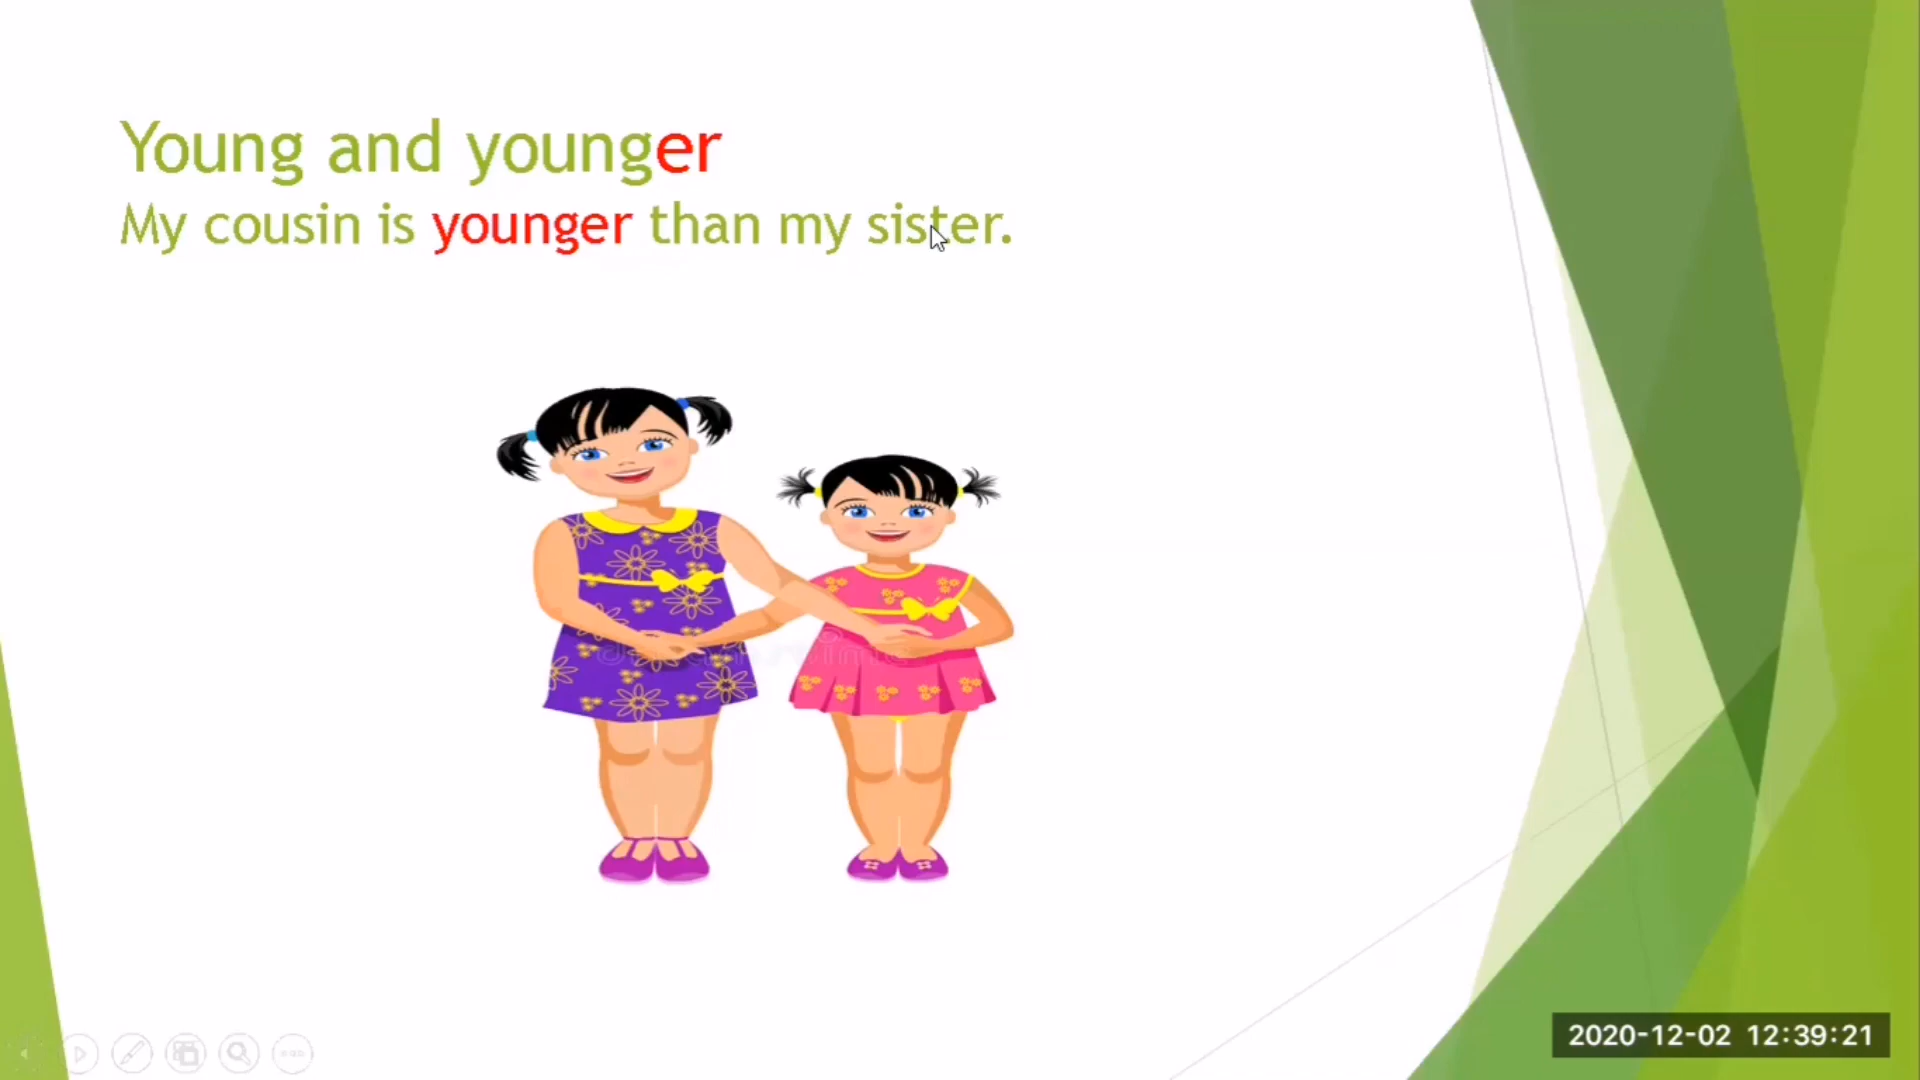 Young and younger
My cousin is younger than my sister.
2020-12-02 12:39:21